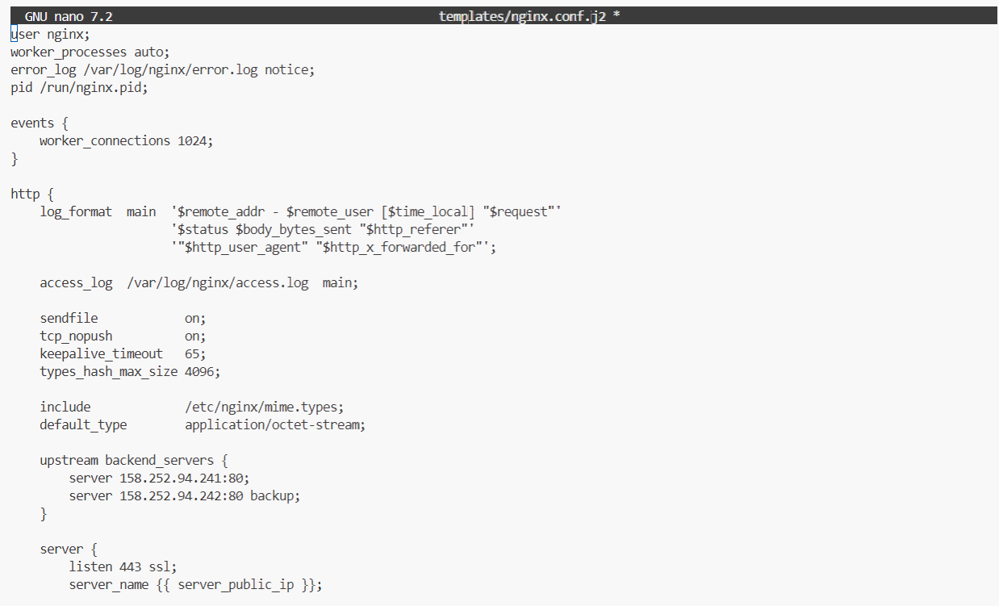 GNU nano 7.2 templates/nginx.conf.j2 *
user nginx;
worker_processes auto;
error_log /var/log/nginx/error.log notice;
pid /run/nginx.pid;

events {
    worker_connections 1024;
}

http {
    log_format  main  '$remote_addr - $remote_user [$time_local] "$request"'
                      '$status $body_bytes_sent "$http_referer"'
                      '"$http_user_agent" "$http_x_forwarded_for"';

    access_log  /var/log/nginx/access.log  main;

    sendfile            on;
    tcp_nopush          on;
    keepalive_timeout   65;
    types_hash_max_size 4096;

    include             /etc/nginx/mime.types;
    default_type        application/octet-stream;

    upstream backend_servers {
        server 158.252.94.241:80;
        server 158.252.94.242:80 backup;
    }

    server {
        listen 443 ssl;
        server_name {{ server_public_ip }};